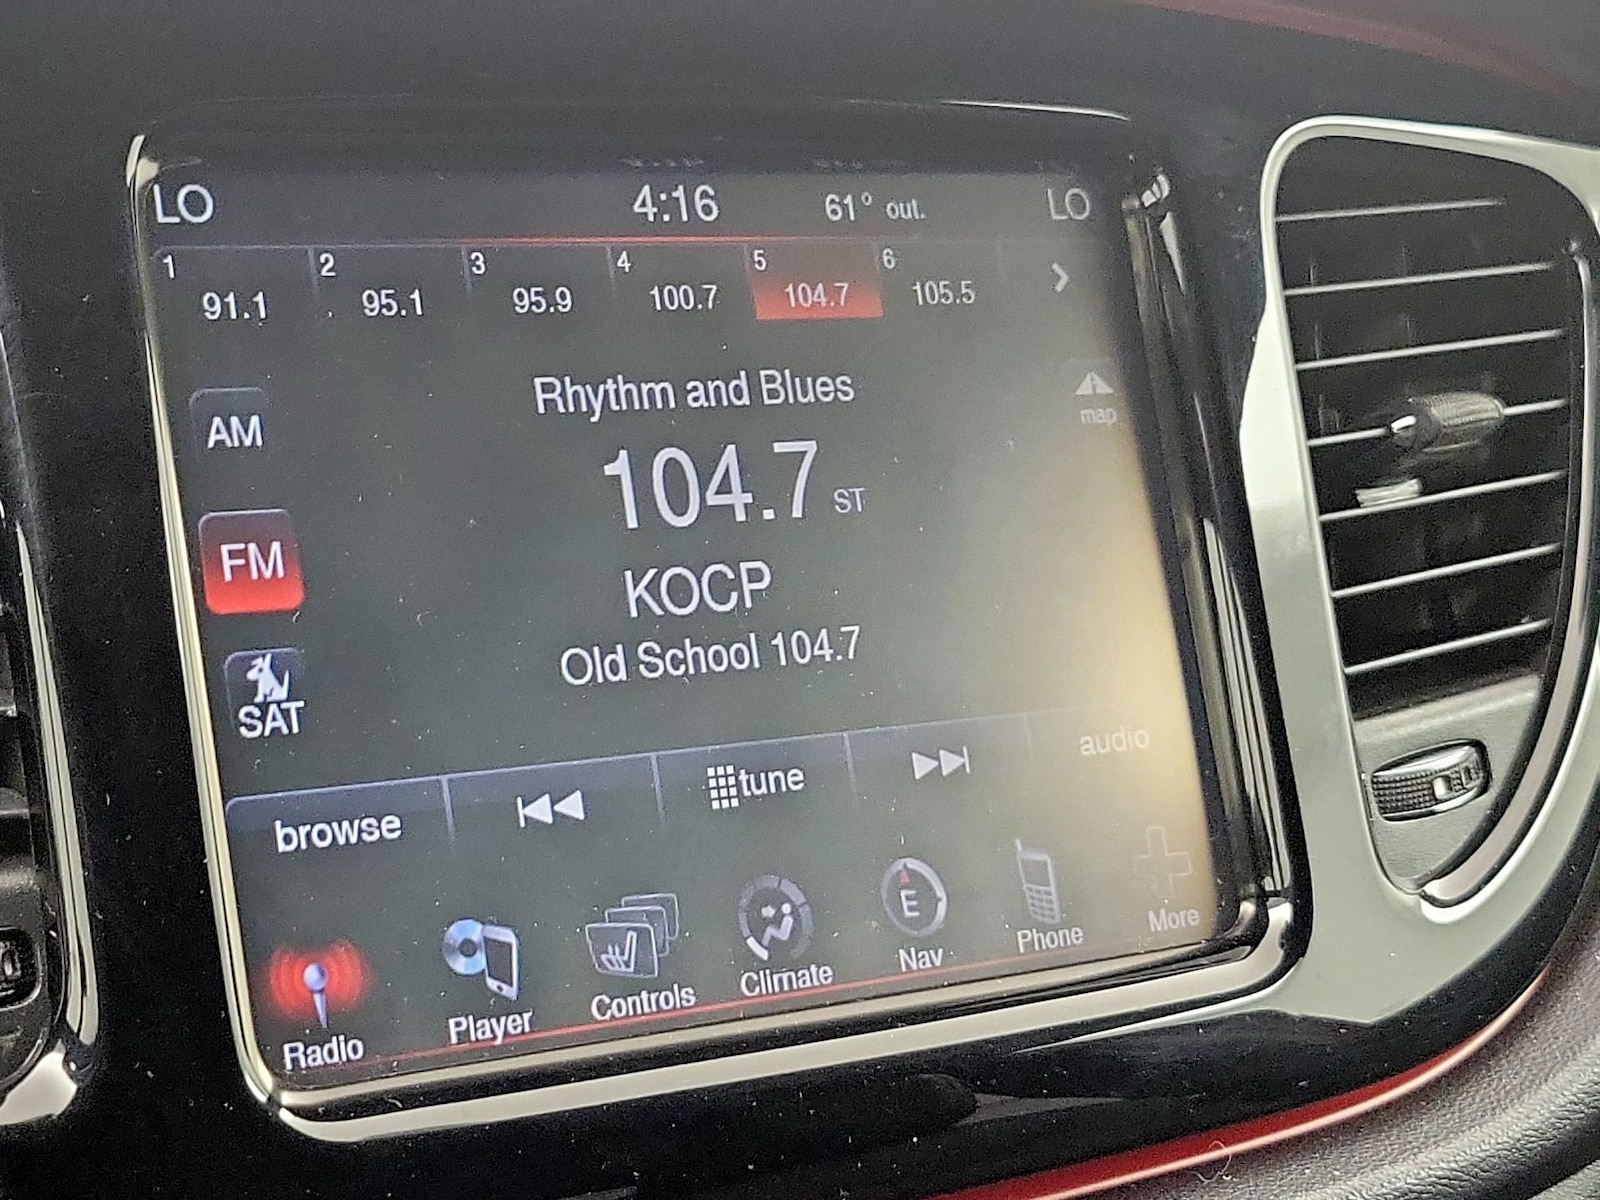 LO 4:16 61° out. LO
1 2 3 4 5 6
91.1 95.1 95.9 100.7 104.7 105.5
Rhythm and Blues
map
AM
104.7 ST
FM
KOCP
Old School 104.7
SAT
browse tune audio
E
Radio Player Controls Climate Nav Phone More